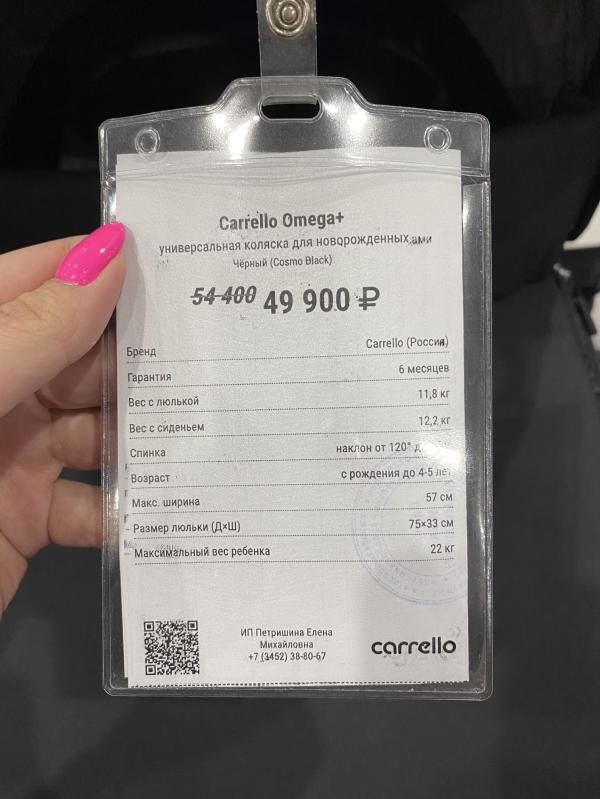 Carrello Omega+
универсальная коляска для новорожденных
Чёрный (Cosmo Black)
54 400 49 900 ₽
Бренд Carrello (Россия)
Гарантия 6 месяцев
Вес с люлькой 11,8 кг
Вес с сиденьем 12,2 кг
Спинка наклон от 120°
Возраст с рождения до 4-5 лет
Макс. ширина 57 см
Размер люльки (Д×Ш) 75×33 см
Максимальный вес ребенка 22 кг
ИП Петришина Елена
Михайловна
+7 (3452) 38-80-67
carrello